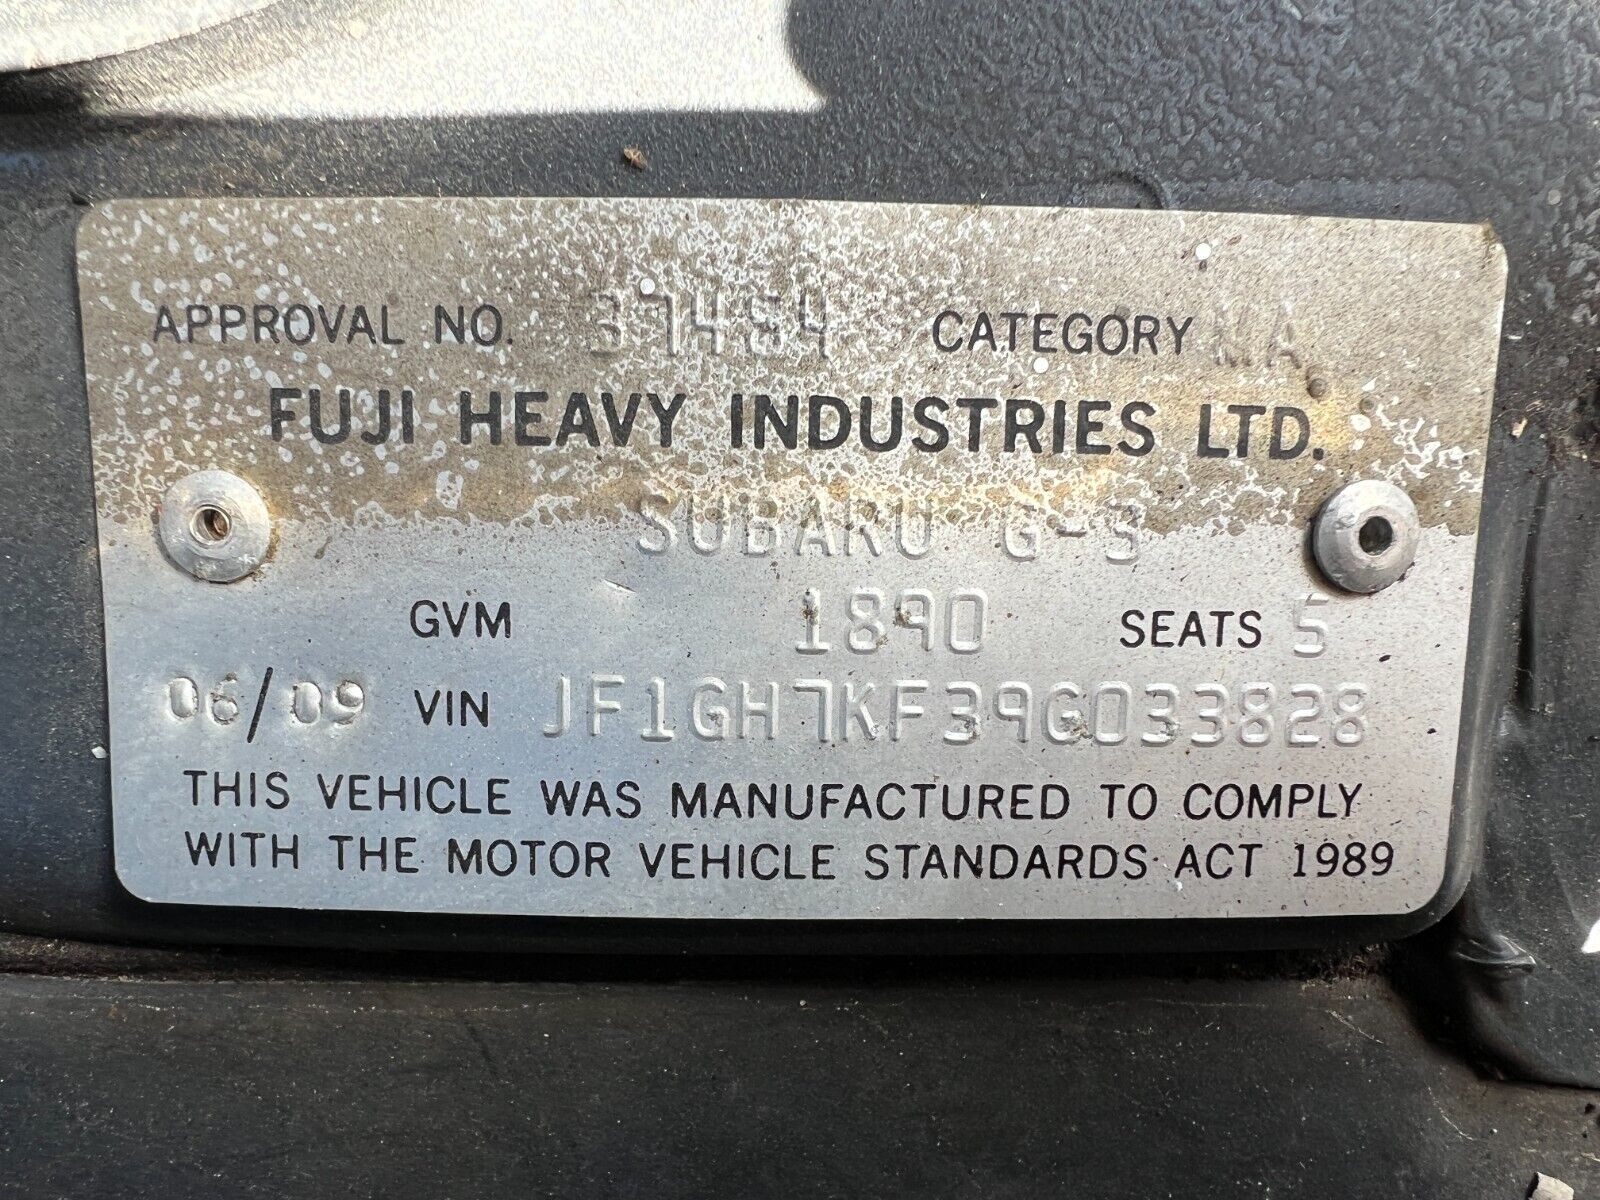 APPROVAL NO. 37484 CATEGORY MA
FUJI HEAVY INDUSTRIES LTD.
SUBARU G-3
GVM 1890 SEATS 5
06/09 VIN JF1GH7KF39G033828
THIS VEHICLE WAS MANUFACTURED TO COMPLY
WITH THE MOTOR VEHICLE STANDARDS ACT 1989